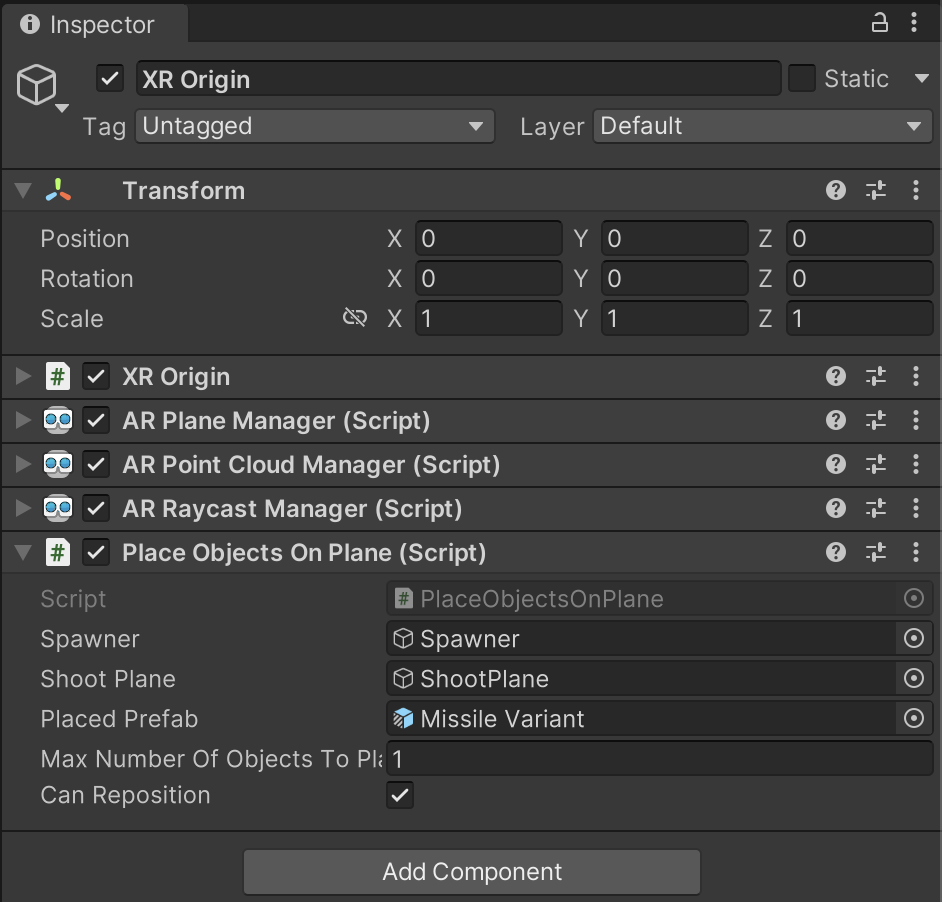 Inspector
XR Origin Static
Tag Untagged Layer Default
Transform
Position X 0 Y 0 Z 0
Rotation X 0 Y 0 Z 0
Scale X 1 Y 1 Z 1
# XR Origin
AR Plane Manager (Script)
AR Point Cloud Manager (Script)
AR Raycast Manager (Script)
# Place Objects On Plane (Script)
Script # PlaceObjectsOnPlane
Spawner Spawner
Shoot Plane ShootPlane
Placed Prefab Missile Variant
Max Number Of Objects To Pla 1
Can Reposition
Add Component